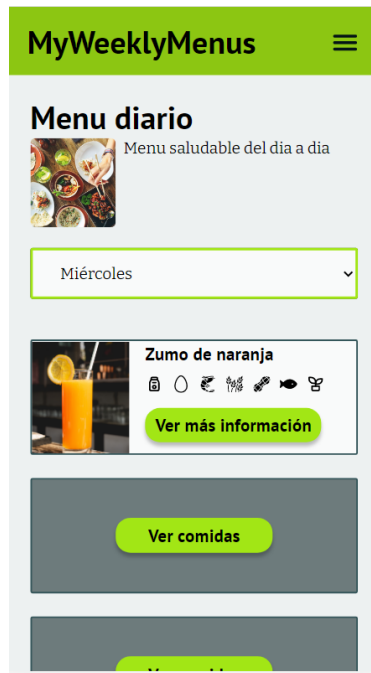 MyWeeklyMenus
Menu diario
Menu saludable del dia a dia
Miércoles
Zumo de naranja
Ver más información
Ver comidas